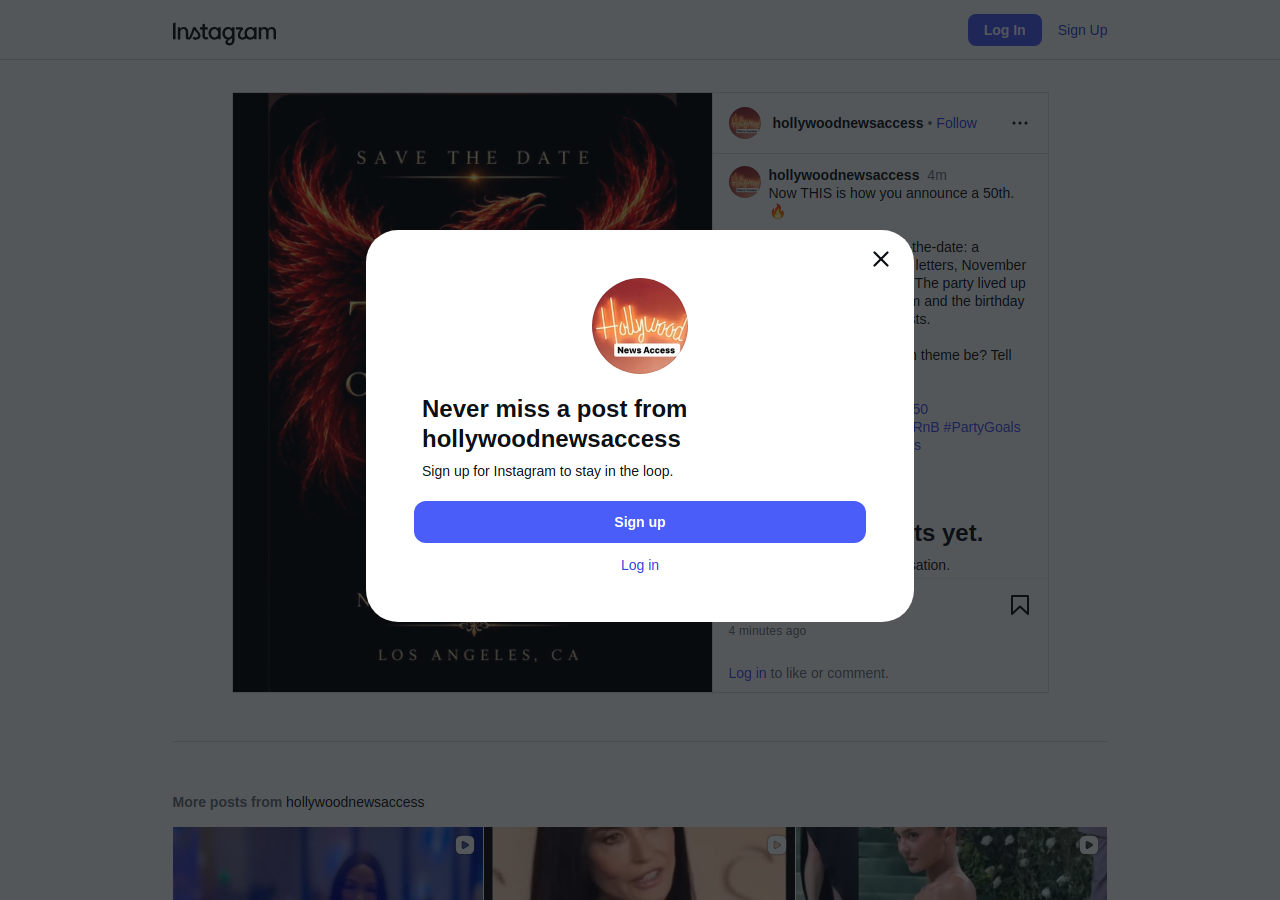 Instagram
Log In
Sign Up
SAVE THE DATE
LOS ANGELES, CA
hollywoodnewsaccess • Follow
hollywoodnewsaccess 4m
Now THIS is how you announce a 50th.
🔥
the-date: a
letters, November
The party lived up
and the birthday
theme be? Tell
50
RnB #PartyGoals
ts yet.
4 minutes ago
Log in to like or comment.
Hollywood
News Access
Never miss a post from
hollywoodnewsaccess
Sign up for Instagram to stay in the loop.
Sign up
Log in
More posts from hollywoodnewsaccess